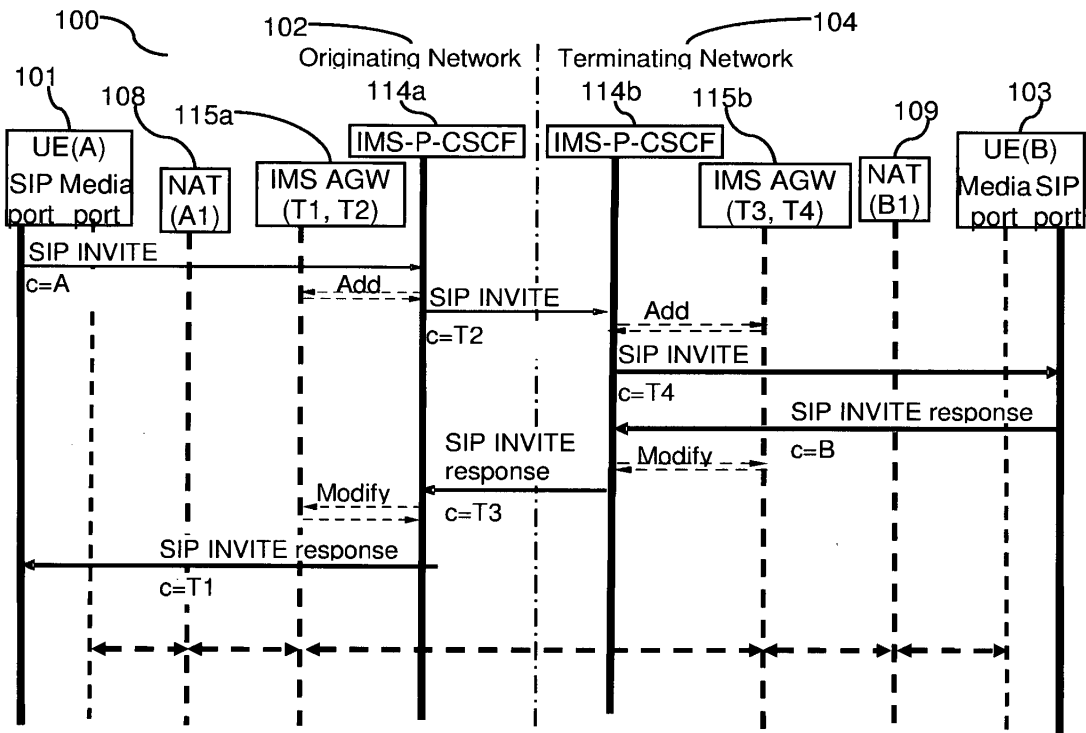 100
102
104
Originating Network
Terminating Network
101
108
115a
114a
114b
115b
109
103
UE(A)
SIP Media
port port
NAT
(A1)
IMS AGW
(T1, T2)
IMS-P-CSCF
IMS-P-CSCF
IMS AGW
(T3, T4)
NAT
(B1)
UE(B)
Media SIP
port port
SIP INVITE
c=A
Add
SIP INVITE
c=T2
Add
SIP INVITE
c=T4
SIP INVITE response
c=B
Modify
SIP INVITE
response
c=T3
Modify
SIP INVITE response
c=T1